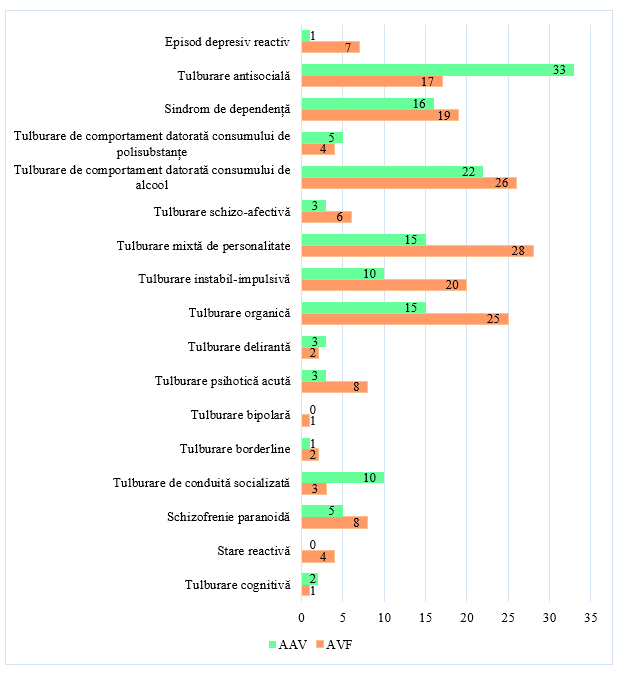 Episod depresiv reactiv
1
7
Tulburare antisocială
33
17
Sindrom de dependență
16
19
Tulburare de comportament datorată consumului de
polisubstanțe
5
4
Tulburare de comportament datorată consumului de
alcool
22
26
Tulburare schizo-afectivă
3
6
Tulburare mixtă de personalitate
15
28
Tulburare instabil-impulsivă
10
20
Tulburare organică
15
25
Tulburare delirantă
3
2
Tulburare psihotică acută
3
8
Tulburare bipolară
0
1
Tulburare borderline
1
2
Tulburare de conduită socializată
10
3
Schizofrenie paranoidă
5
8
Stare reactivă
0
4
Tulburare cognitivă
2
1
0 5 10 15 20 25 30 35
AAV AVF